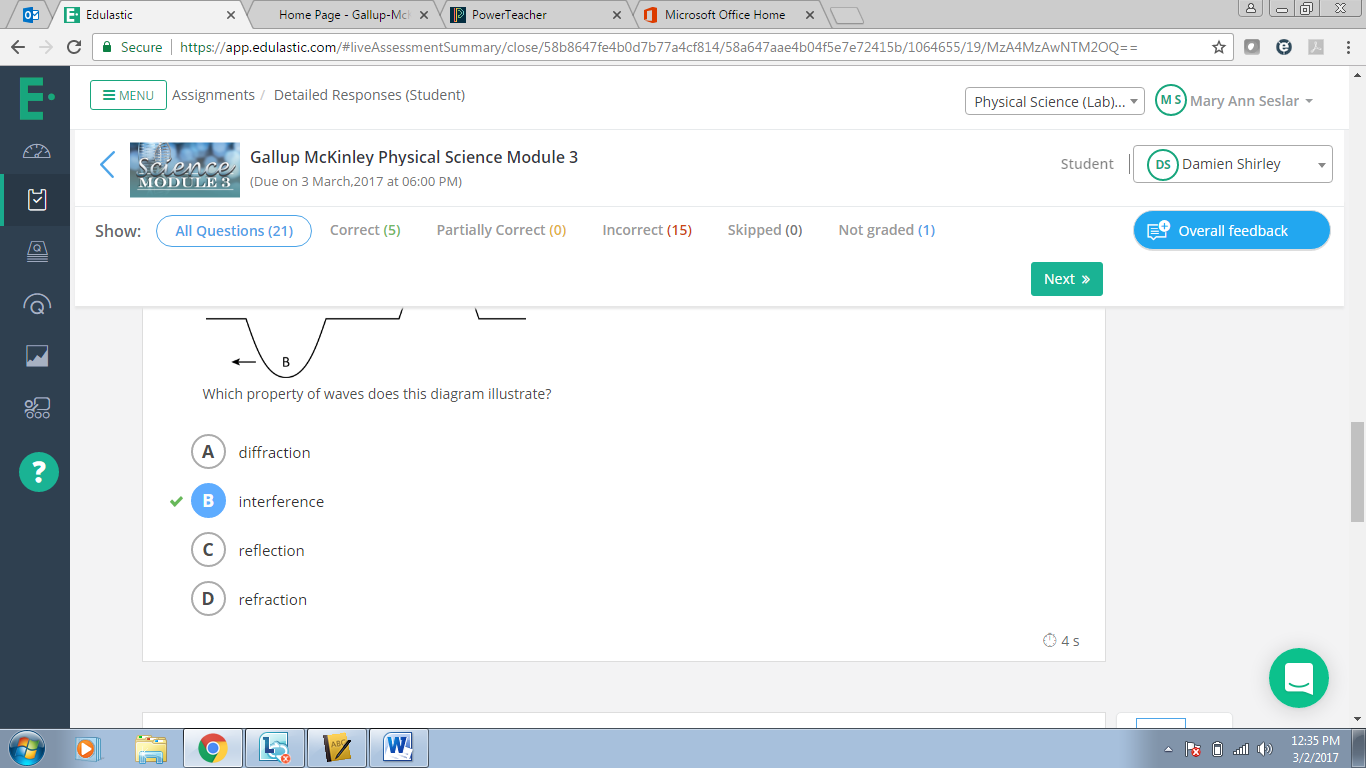 Edulastic
Home Page - Gallup-McK
PowerTeacher
Microsoft Office Home
Secure
https://app.edulastic.com/#liveAssessmentSummary/close/58b8647fe4b0d7b77a4cf814/58a647aae4b04f5e7e72415b/1064655/19/MzA4MzAwNTM2OQ==
E
MENU
Assignments / Detailed Responses (Student)
Physical Science (Lab)...
MS
Mary Ann Seslar
Science
MODULE 3
Gallup McKinley Physical Science Module 3
(Due on 3 March,2017 at 06:00 PM)
Student
DS
Damien Shirley
Show:
All Questions (21)
Correct (5)
Partially Correct (0)
Incorrect (15)
Skipped (0)
Not graded (1)
Overall feedback
Next »
B
Which property of waves does this diagram illustrate?
A diffraction
B interference
C reflection
D refraction
4 s
?
Q
ABC
W
12:35 PM
3/2/2017